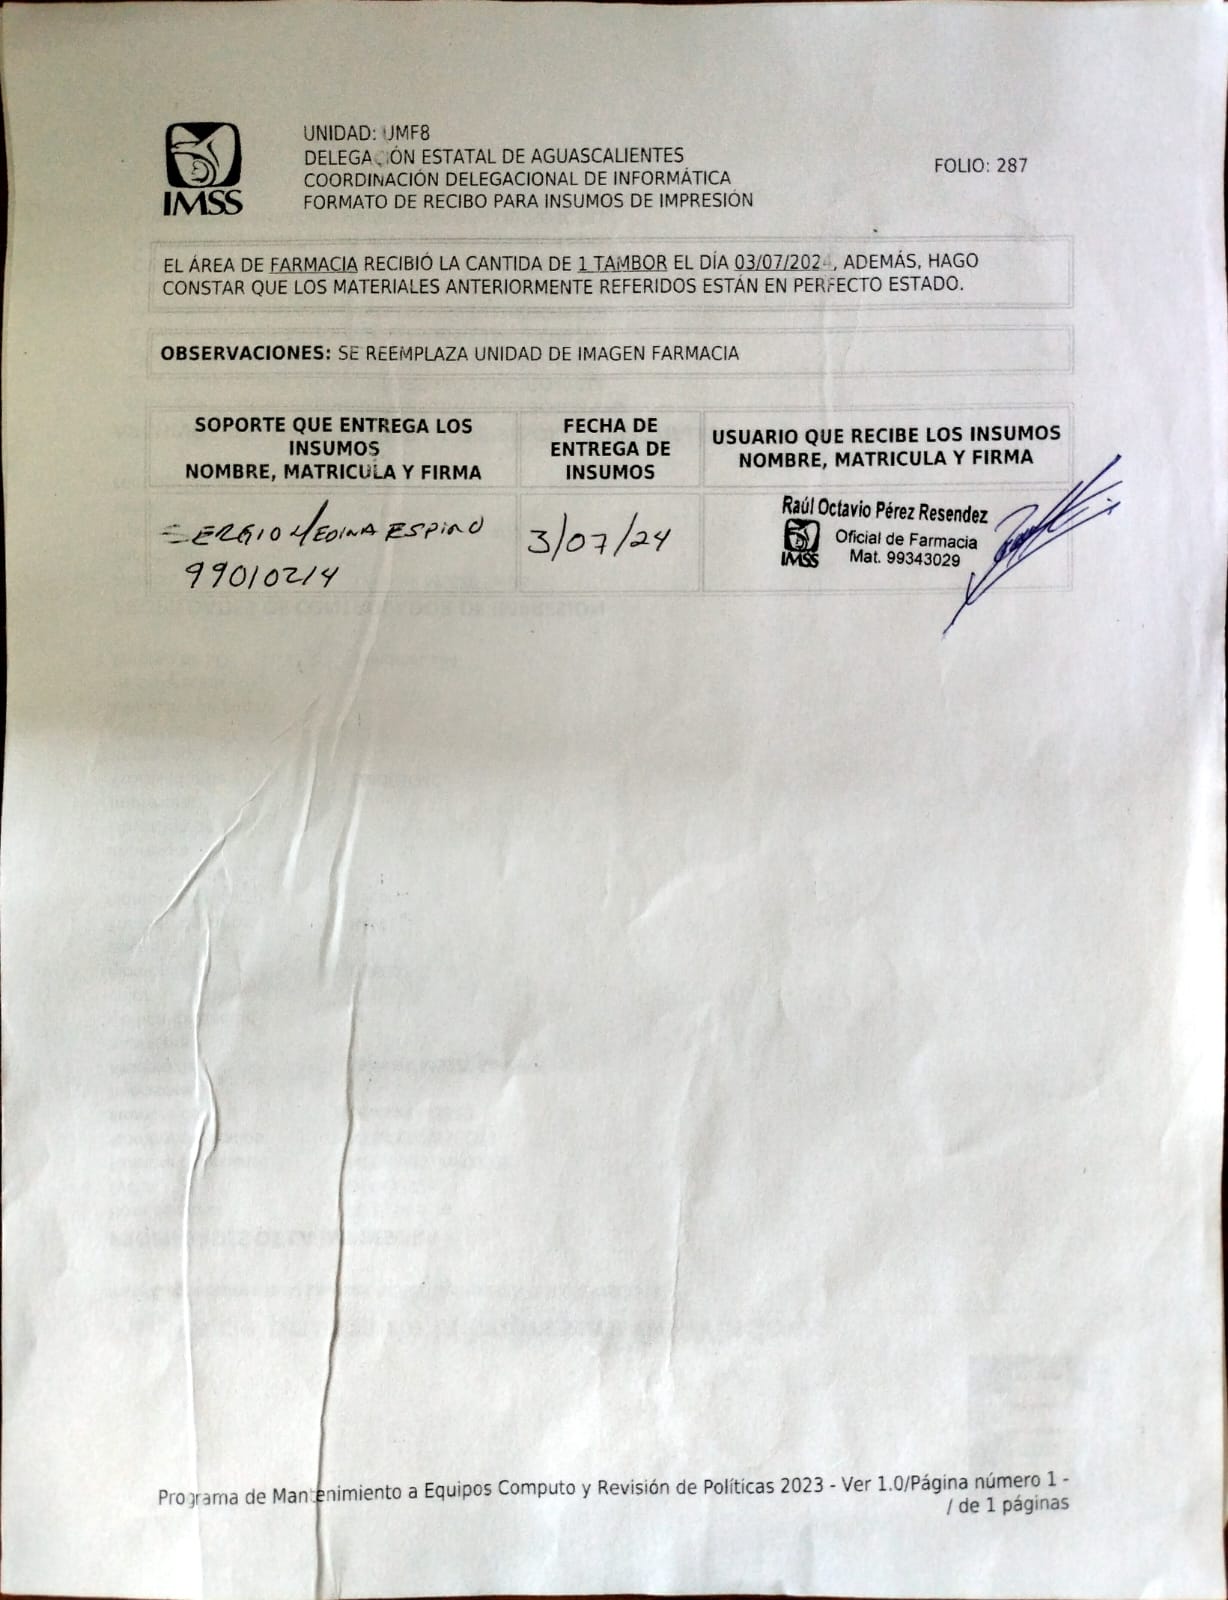 IMSS
UNIDAD: UMF8
DELEGACIÓN ESTATAL DE AGUASCALIENTES
COORDINACIÓN DELEGACIONAL DE INFORMÁTICA
FORMATO DE RECIBO PARA INSUMOS DE IMPRESIÓN
FOLIO: 287
EL ÁREA DE FARMACIA RECIBIÓ LA CANTIDA DE 1 TAMBOR EL DÍA 03/07/2024, ADEMÁS, HAGO
CONSTAR QUE LOS MATERIALES ANTERIORMENTE REFERIDOS ESTÁN EN PERFECTO ESTADO.
OBSERVACIONES: SE REEMPLAZA UNIDAD DE IMAGEN FARMACIA
SOPORTE QUE ENTREGA LOS
INSUMOS
NOMBRE, MATRICULA Y FIRMA
FECHA DE
ENTREGA DE
INSUMOS
USUARIO QUE RECIBE LOS INSUMOS
NOMBRE, MATRICULA Y FIRMA
SERGIO MEDINA ESPINO
99010214
3/07/24
Raúl Octavio Pérez Resendez
IMSS
Oficial de Farmacia
Mat. 99343029
Programa de Mantenimiento a Equipos Computo y Revisión de Políticas 2023 - Ver 1.0/Página número 1 -
/ de 1 páginas